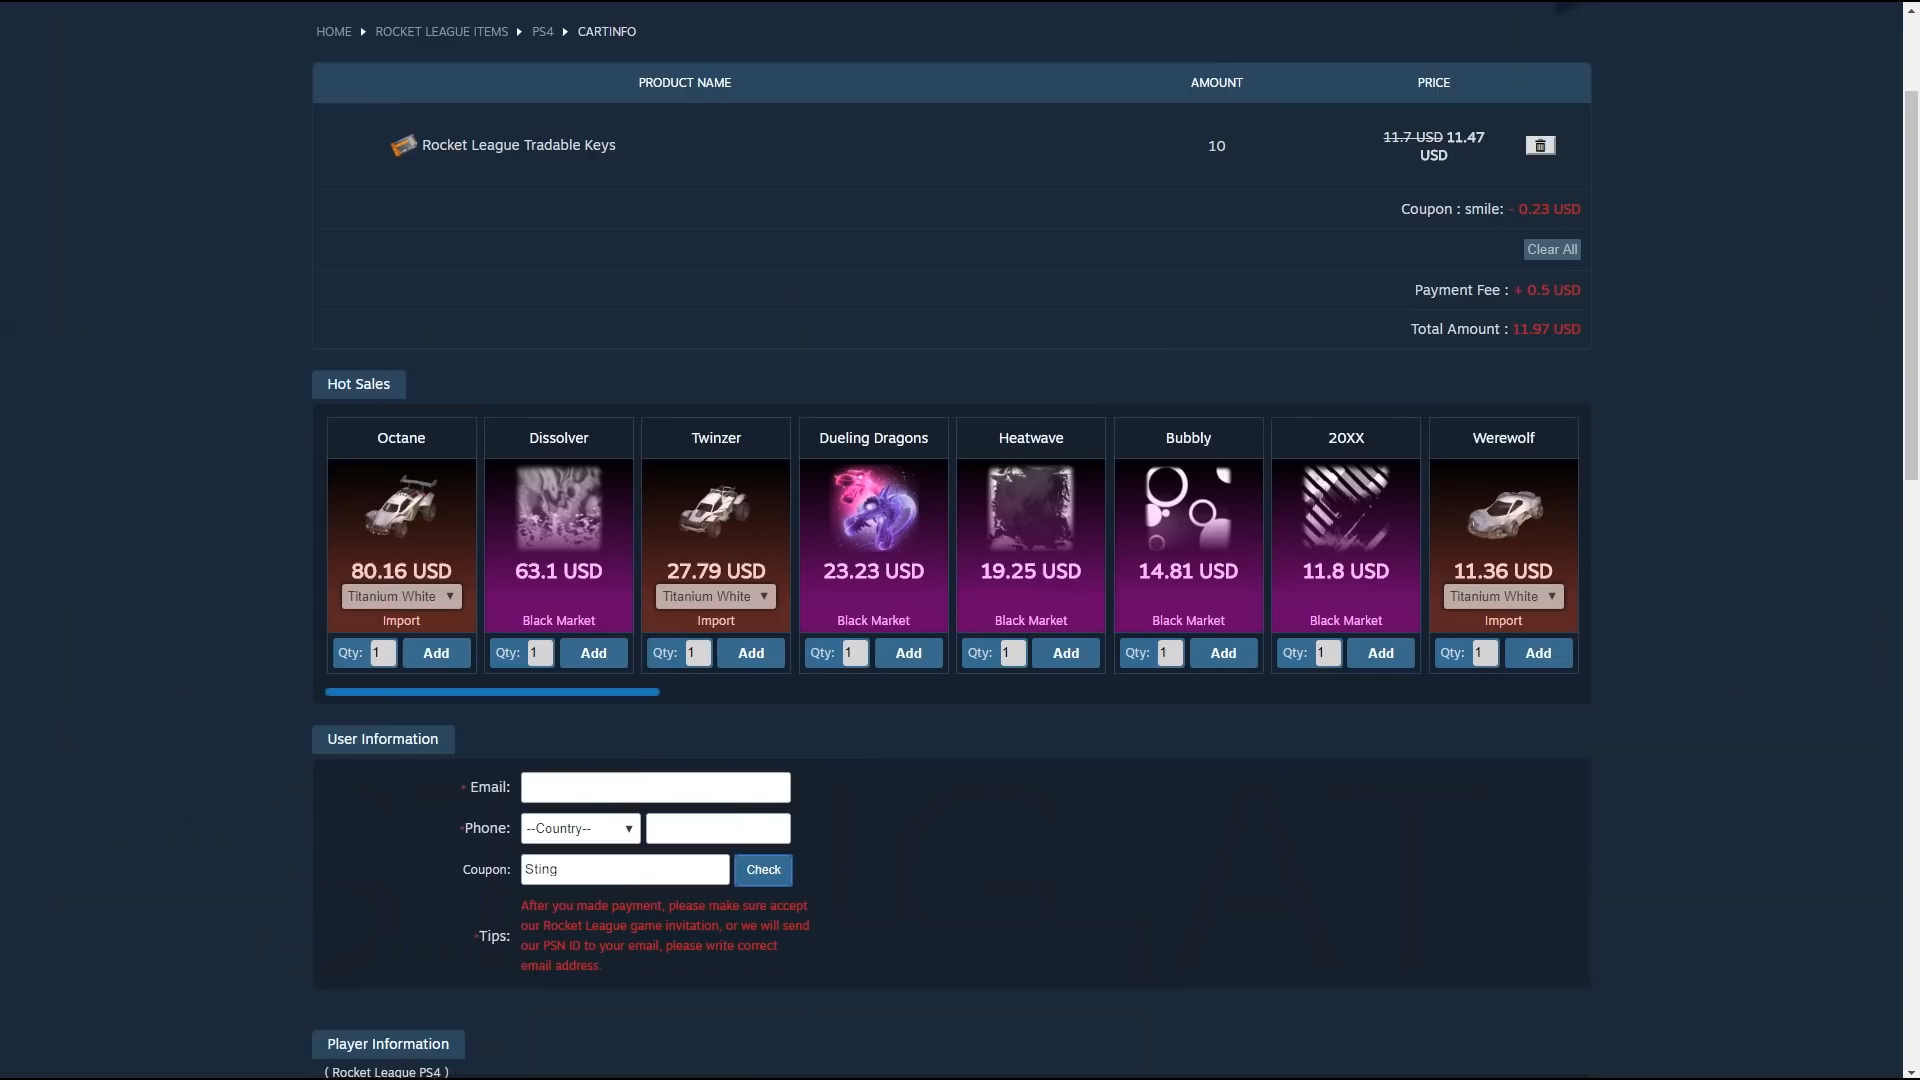 HOME ROCKET LEAGUE ITEMS PS4 CARTINFO
PRODUCT NAME AMOUNT PRICE
Rocket League Tradable Keys 10 11.7 USD 11.47
USD
Coupon : smile: - 0.23 USD
Clear All
Payment Fee : + 0.5 USD
Total Amount : 11.97 USD
Hot Sales
Octane Dissolver Twinzer Dueling Dragons Heatwave Bubbly 20XX Werewolf
80.16 USD 63.1 USD 27.79 USD 23.23 USD 19.25 USD 14.81 USD 11.8 USD 11.36 USD
Titanium White Titanium White Titanium White
Import Black Market Import Black Market Black Market Black Market Black Market Import
Qty: 1 Add Qty: 1 Add Qty: 1 Add Qty: 1 Add Qty: 1 Add Qty: 1 Add Qty: 1 Add Qty: 1 Add
User Information
* Email:
*Phone: --Country--
Coupon: Sting Check
After you made payment, please make sure accept
our Rocket League game invitation, or we will send
*Tips:
our PSN ID to your email, please write correct
email address.
Player Information
( Rocket League PS4 )